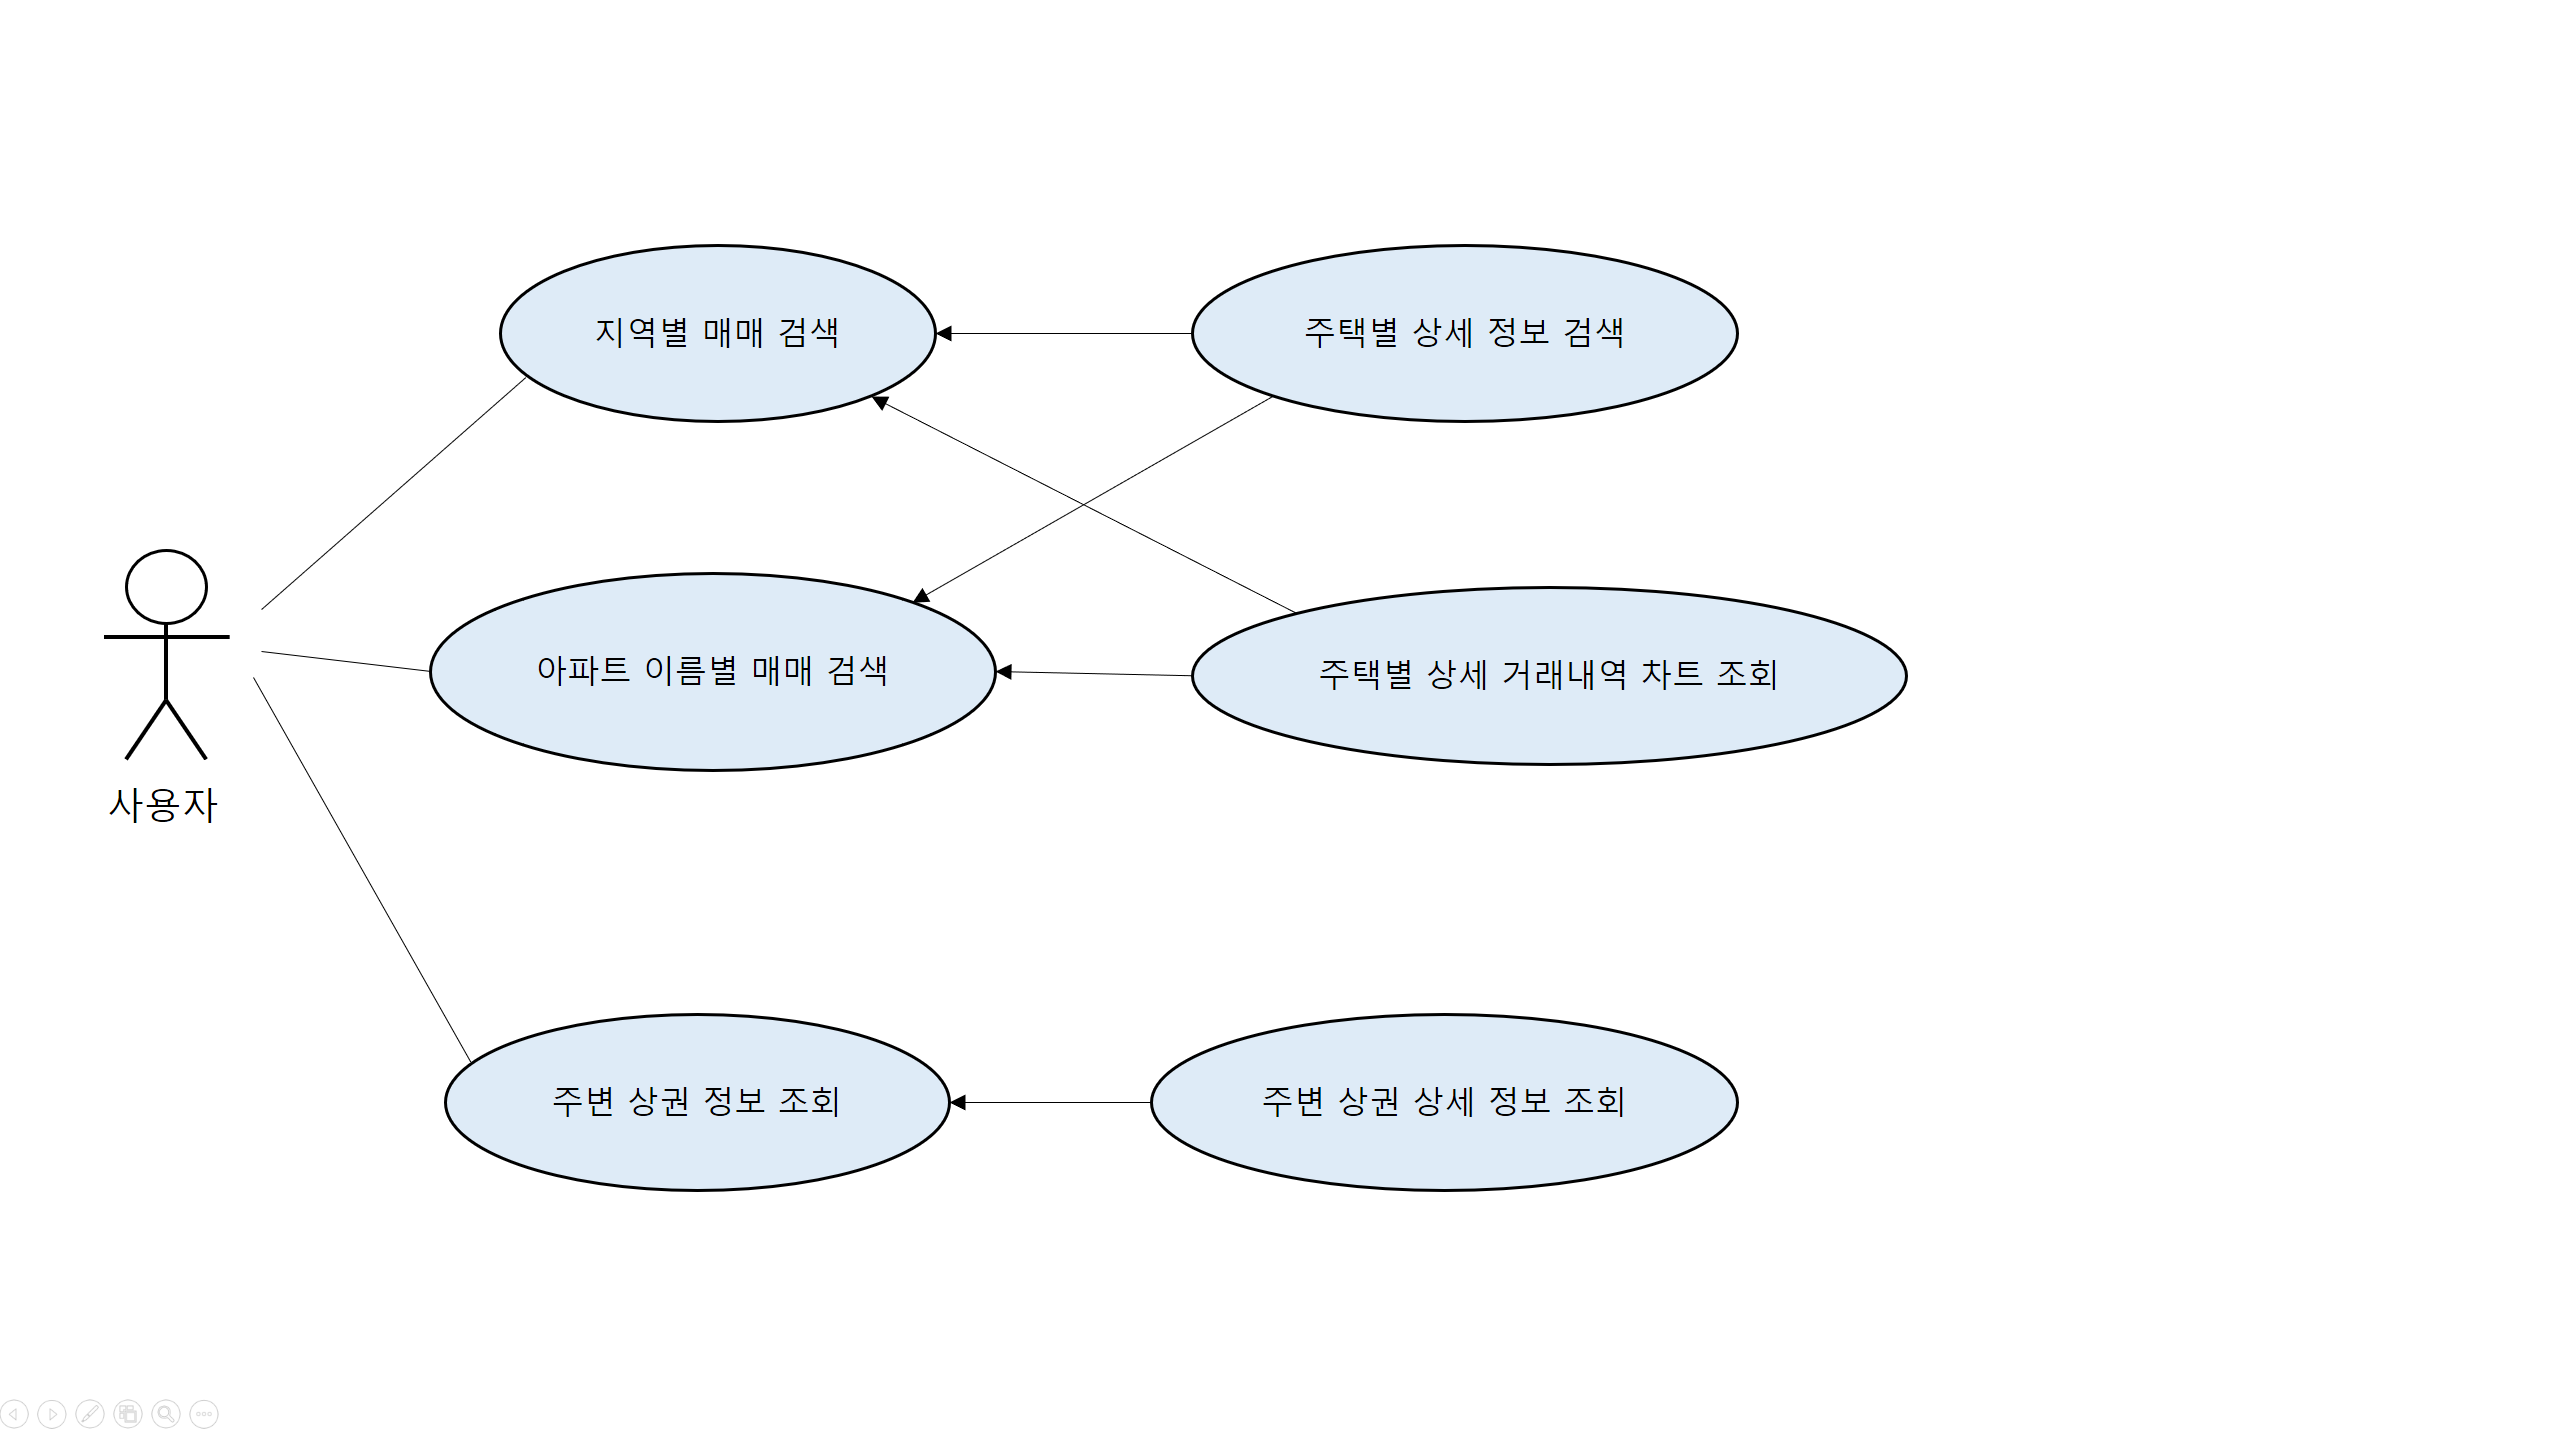 지역별 매매 검색
주택별 상세 정보 검색
아파트 이름별 매매 검색
주택별 상세 거래내역 차트 조회
사용자
주변 상권 정보 조회
주변 상권 상세 정보 조회